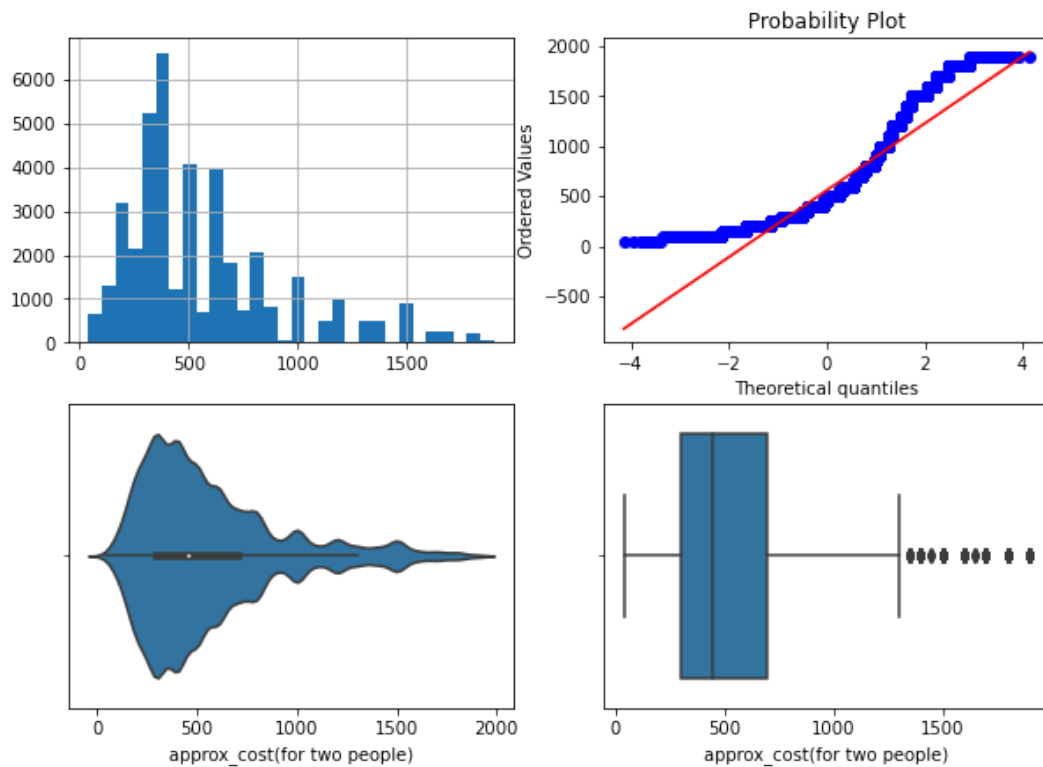 6000
5000
4000
3000
2000
1000
0
0 500 1000 1500
Probability Plot
Ordered Values
2000
1500
1000
500
0
−500
−4 −2 0 2 4
Theoretical quantiles
0 500 1000 1500 2000
approx_cost(for two people)
0 500 1000 1500
approx_cost(for two people)